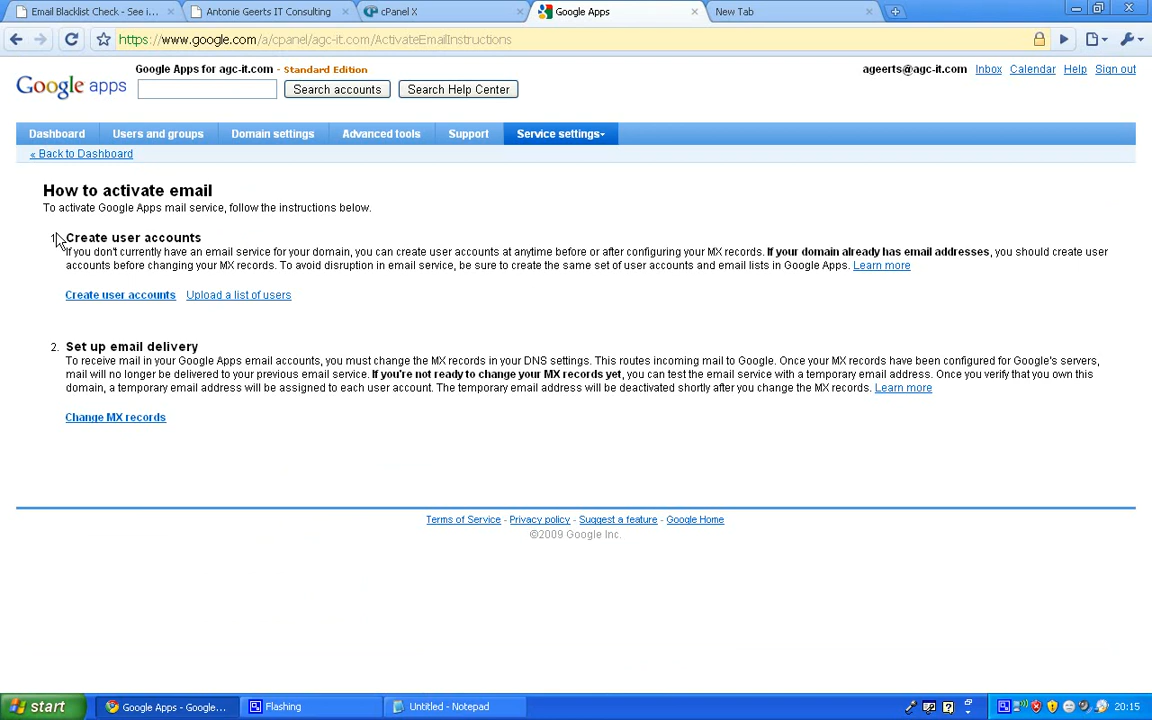 Email Blacklist Check - See i...
Antonie Geerts IT Consulting
cPanel X
Google Apps
New Tab
https://www.google.com/a/cpanel/agc-it.com/ActivateEmailInstructions
Google apps
Google Apps for agc-it.com - Standard Edition
Search accounts
Search Help Center
ageerts@agc-it.com Inbox Calendar Help Sign out
Dashboard Users and groups Domain settings Advanced tools Support Service settings
« Back to Dashboard
How to activate email
To activate Google Apps mail service, follow the instructions below.
1. Create user accounts
If you don't currently have an email service for your domain, you can create user accounts at anytime before or after configuring your MX records. If your domain already has email addresses, you should create user
accounts before changing your MX records. To avoid disruption in email service, be sure to create the same set of user accounts and email lists in Google Apps. Learn more
Create user accounts Upload a list of users
2. Set up email delivery
To receive mail in your Google Apps email accounts, you must change the MX records in your DNS settings. This routes incoming mail to Google. Once your MX records have been configured for Google's servers,
mail will no longer be delivered to your previous email service. If you're not ready to change your MX records yet, you can test the email service with a temporary email address. Once you verify that you own this
domain, a temporary email address will be assigned to each user account. The temporary email address will be deactivated shortly after you change the MX records. Learn more
Change MX records
Terms of Service - Privacy policy - Suggest a feature - Google Home
©2009 Google Inc.
start
Google Apps - Google...
Flashing
Untitled - Notepad
20:15